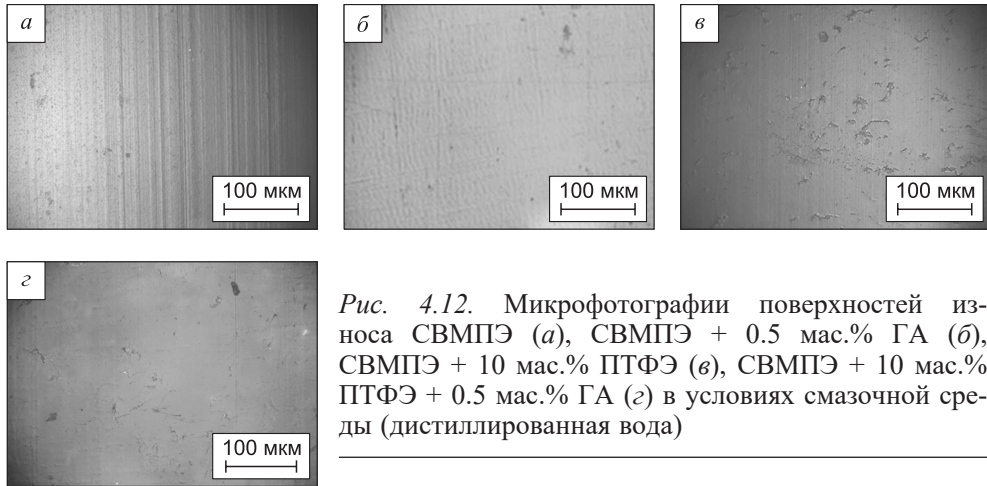 а
б
в
100 мкм
100 мкм
100 мкм
г
100 мкм
Рис. 4.12. Микрофотографии поверхностей из-
носа СВМПЭ (а), СВМПЭ + 0.5 мас.% ГА (б),
СВМПЭ + 10 мас.% ПТФЭ (в), СВМПЭ + 10 мас.%
ПТФЭ + 0.5 мас.% ГА (г) в условиях смазочной сре-
ды (дистиллированная вода)